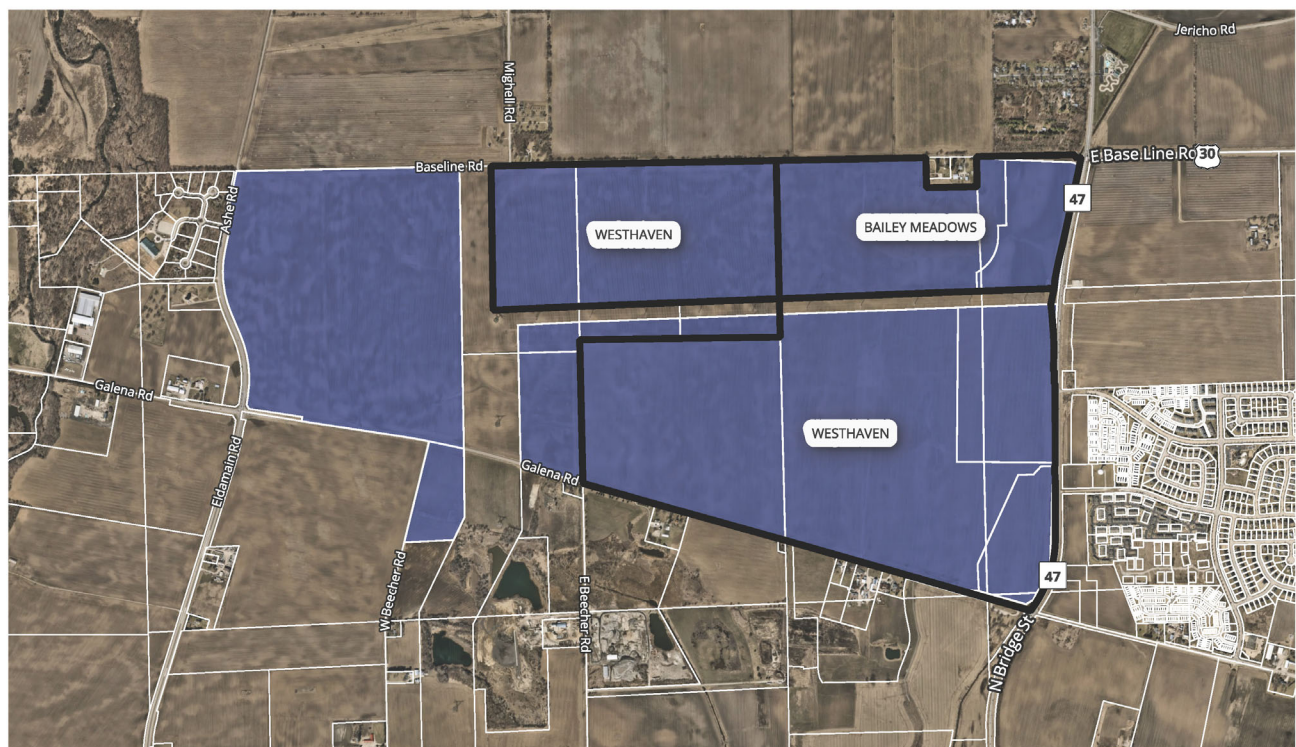 Jericho Rd
Mighell Rd
E Base Line Rd
30
Baseline Rd
47
Ashe Rd
WESTHAVEN
BAILEY MEADOWS
Galena Rd
WESTHAVEN
Eldamain Rd
Galena Rd
47
W Beecher Rd
E Beecher Rd
N Bridge St